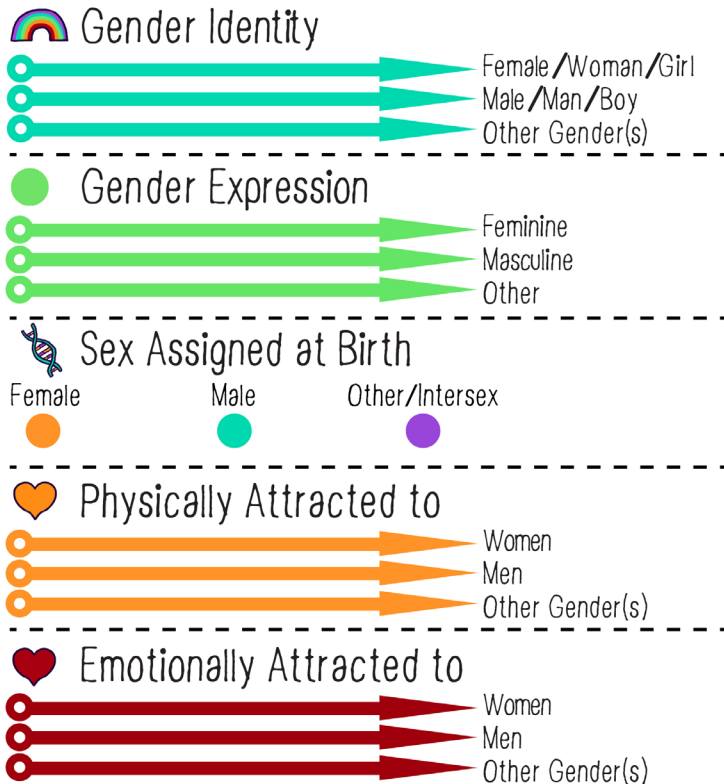 Gender Identity
Female/Woman/Girl
Male/Man/Boy
Other Gender(s)
Gender Expression
Feminine
Masculine
Other
Sex Assigned at Birth
Female Male Other/Intersex
Physically Attracted to
Women
Men
Other Gender(s)
Emotionally Attracted to
Women
Men
Other Gender(s)